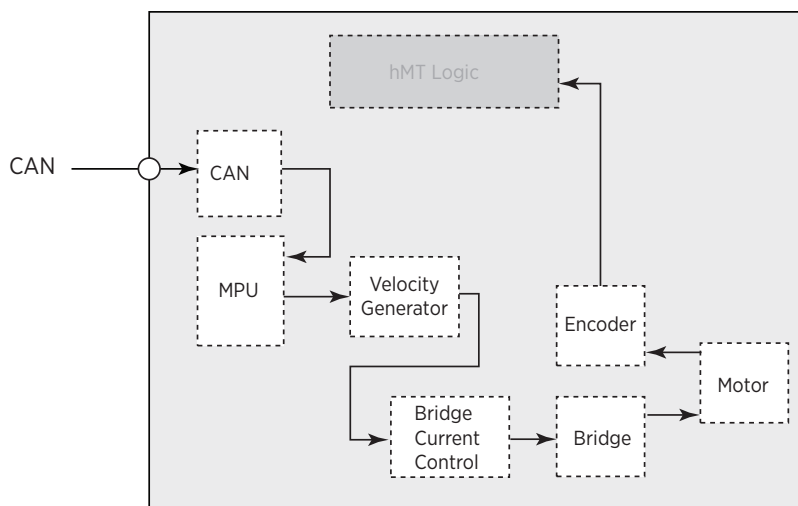 hMT Logic
CAN
CAN
MPU
Velocity
Generator
Encoder
Motor
Bridge
Current
Control
Bridge